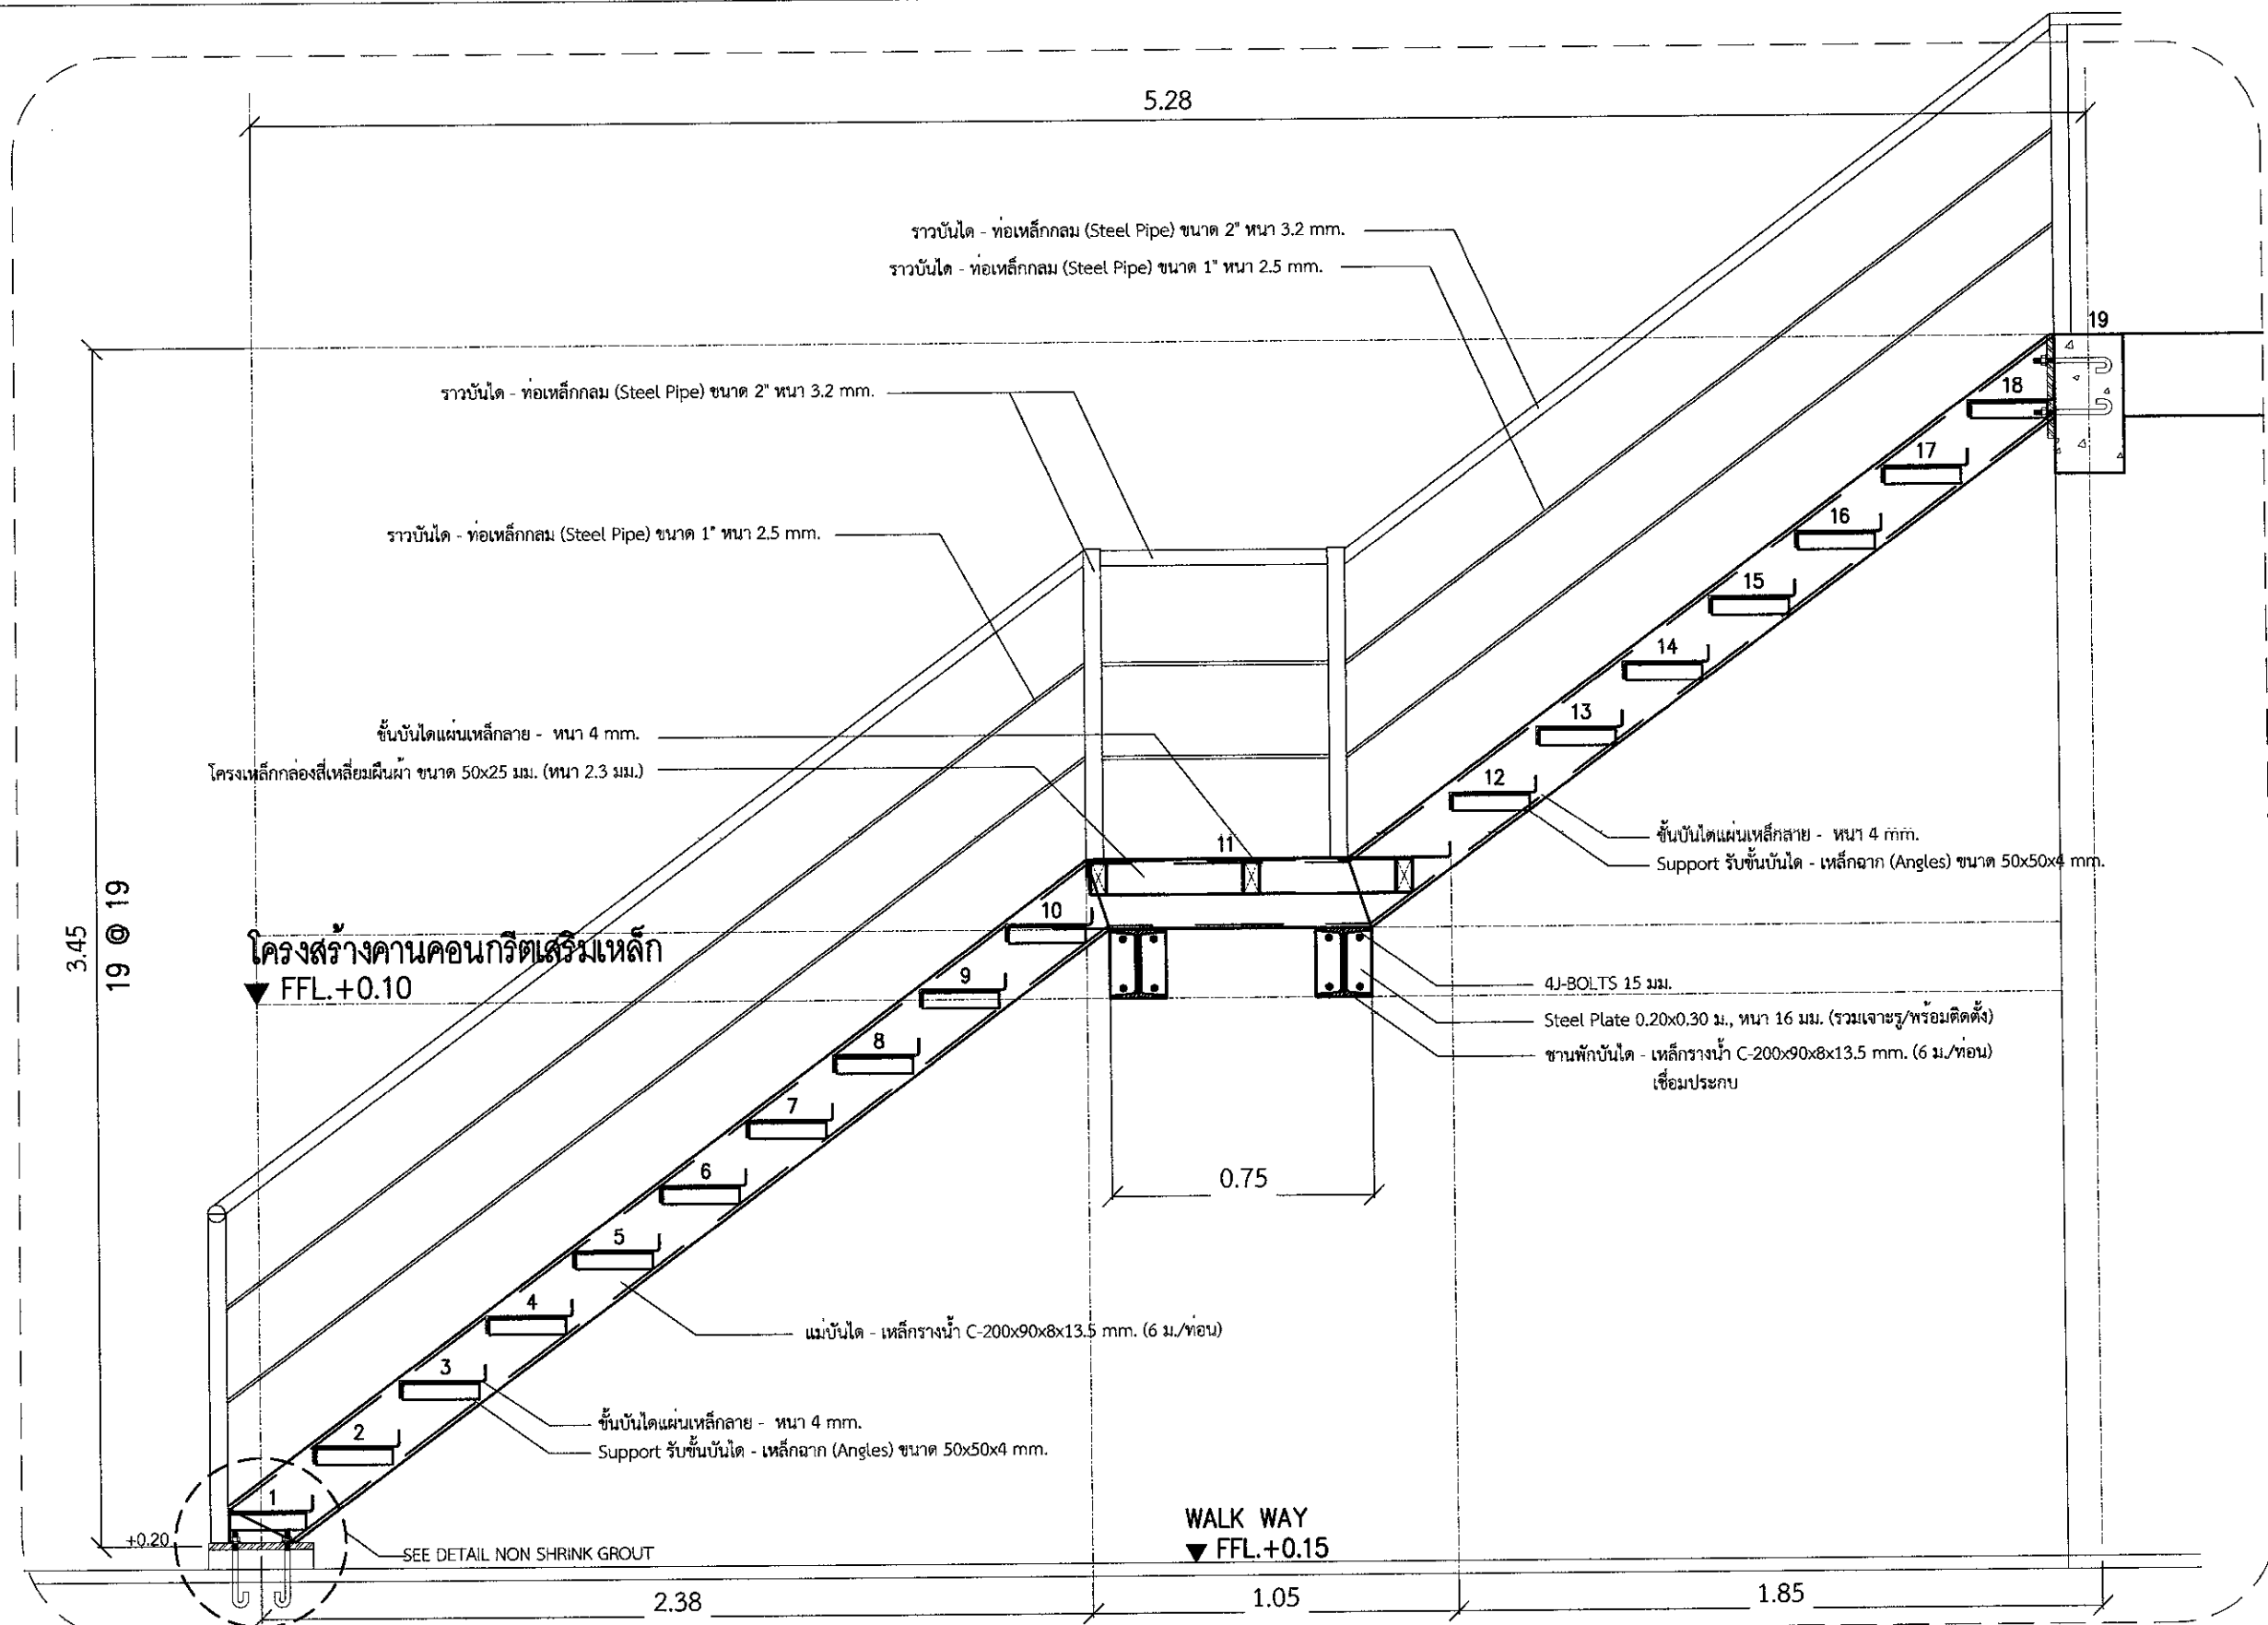 5.28
ราวบันได - ท่อเหล็กกลม (Steel Pipe) ขนาด 2" หนา 3.2 mm.
ราวบันได - ท่อเหล็กกลม (Steel Pipe) ขนาด 1" หนา 2.5 mm.
19
18
ราวบันได - ท่อเหล็กกลม (Steel Pipe) ขนาด 2" หนา 3.2 mm.
17
16
ราวบันได - ท่อเหล็กกลม (Steel Pipe) ขนาด 1" หนา 2.5 mm.
15
14
13
ขั้นบันไดแผ่นเหล็กลาย - หนา 4 mm.
โครงเหล็กกล่องสี่เหลี่ยมผืนผ้า ขนาด 50x25 มม. (หนา 2.3 มม.)
12
11
ขั้นบันไดแผ่นเหล็กลาย - หนา 4 mm.
Support รับขั้นบันได - เหล็กฉาก (Angles) ขนาด 50x50x4 mm.
10
3.45
19 @ 19
โครงสร้างคานคอนกรีตเสริมเหล็ก
FFL.+0.10
9
4J-BOLTS 15 มม.
Steel Plate 0.20x0.30 ม., หนา 16 มม. (รวมเจาะรู/พร้อมติดตั้ง)
ชานพักบันได - เหล็กรางน้ำ C-200x90x8x13.5 mm. (6 ม./ท่อน)
เชื่อมประกบ
8
7
6
0.75
5
4
แม่บันได - เหล็กรางน้ำ C-200x90x8x13.5 mm. (6 ม./ท่อน)
3
ขั้นบันไดแผ่นเหล็กลาย - หนา 4 mm.
Support รับขั้นบันได - เหล็กฉาก (Angles) ขนาด 50x50x4 mm.
2
1
+0.20
SEE DETAIL NON SHRINK GROUT
WALK WAY
FFL.+0.15
2.38
1.05
1.85